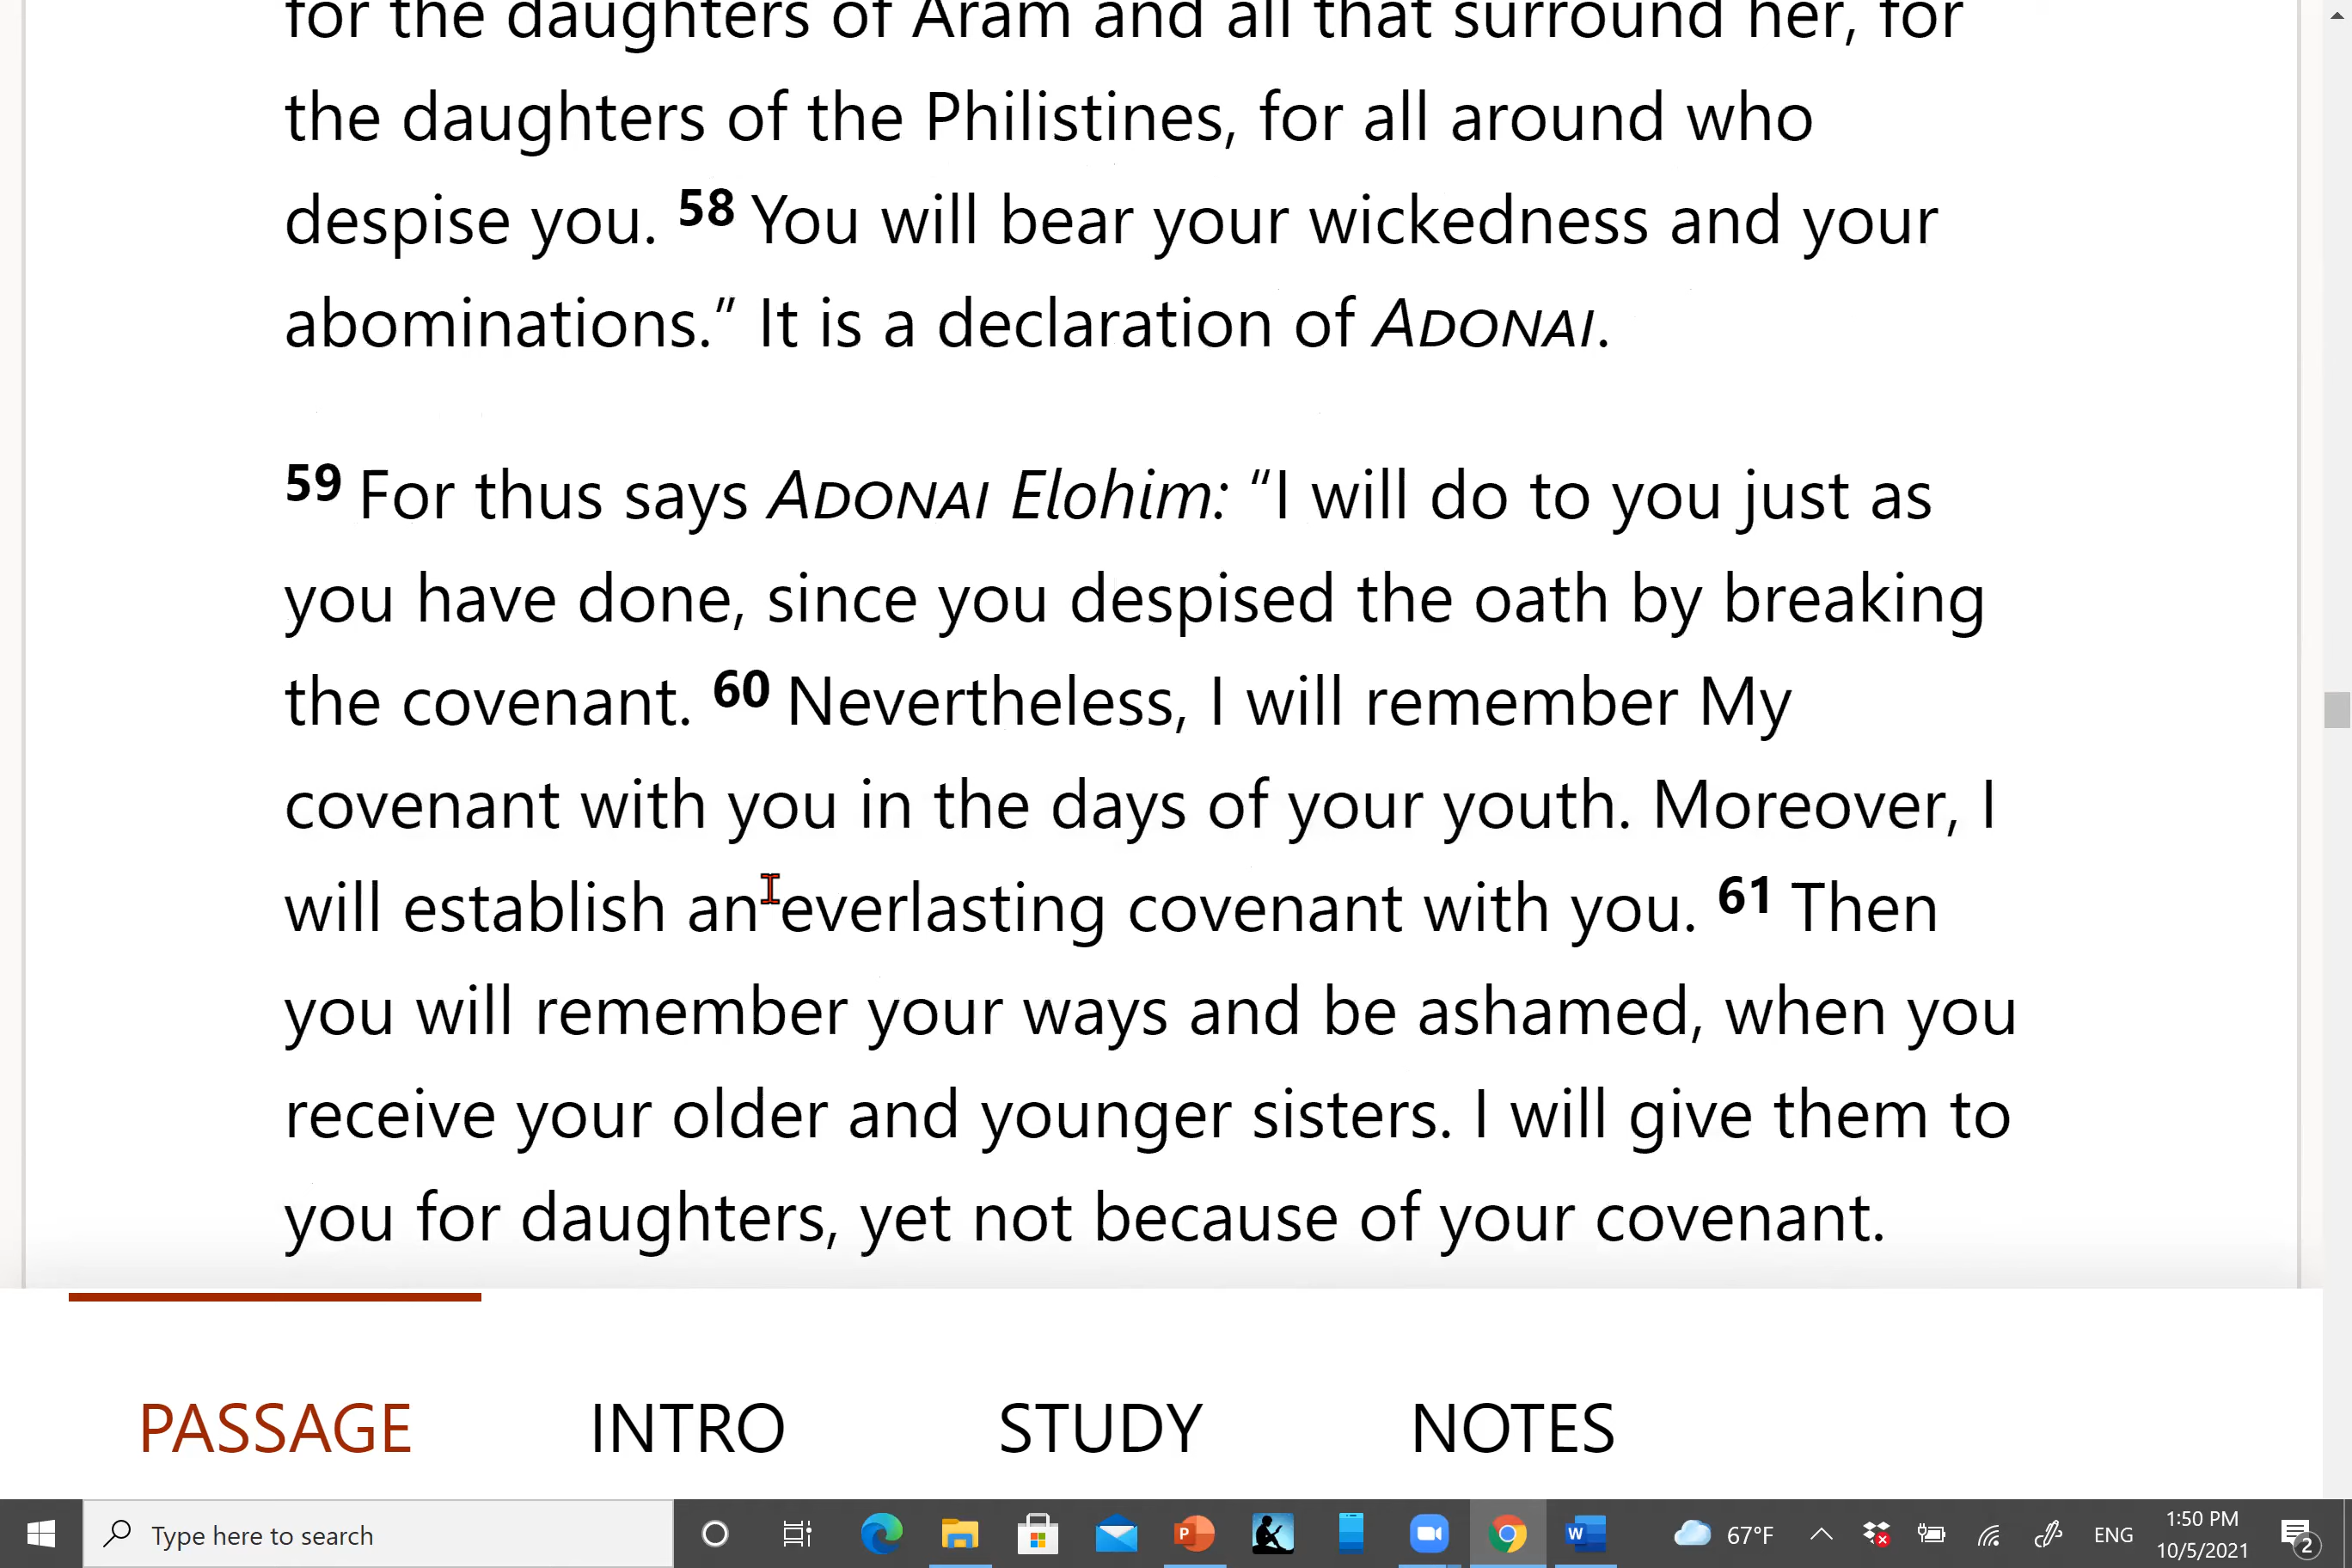 for the daughters of Aram and all that surround her, for
the daughters of the Philistines, for all around who
despise you. 58 You will bear your wickedness and your
abominations.” It is a declaration of ADONAI.
59 For thus says ADONAI Elohim: “I will do to you just as
you have done, since you despised the oath by breaking
the covenant. 60 Nevertheless, I will remember My
covenant with you in the days of your youth. Moreover, I
will establish an everlasting covenant with you. 61 Then
you will remember your ways and be ashamed, when you
receive your older and younger sisters. I will give them to
you for daughters, yet not because of your covenant.
PASSAGE INTRO STUDY NOTES
Type here to search P W 67°F ENG 1:50 PM
10/5/2021 2